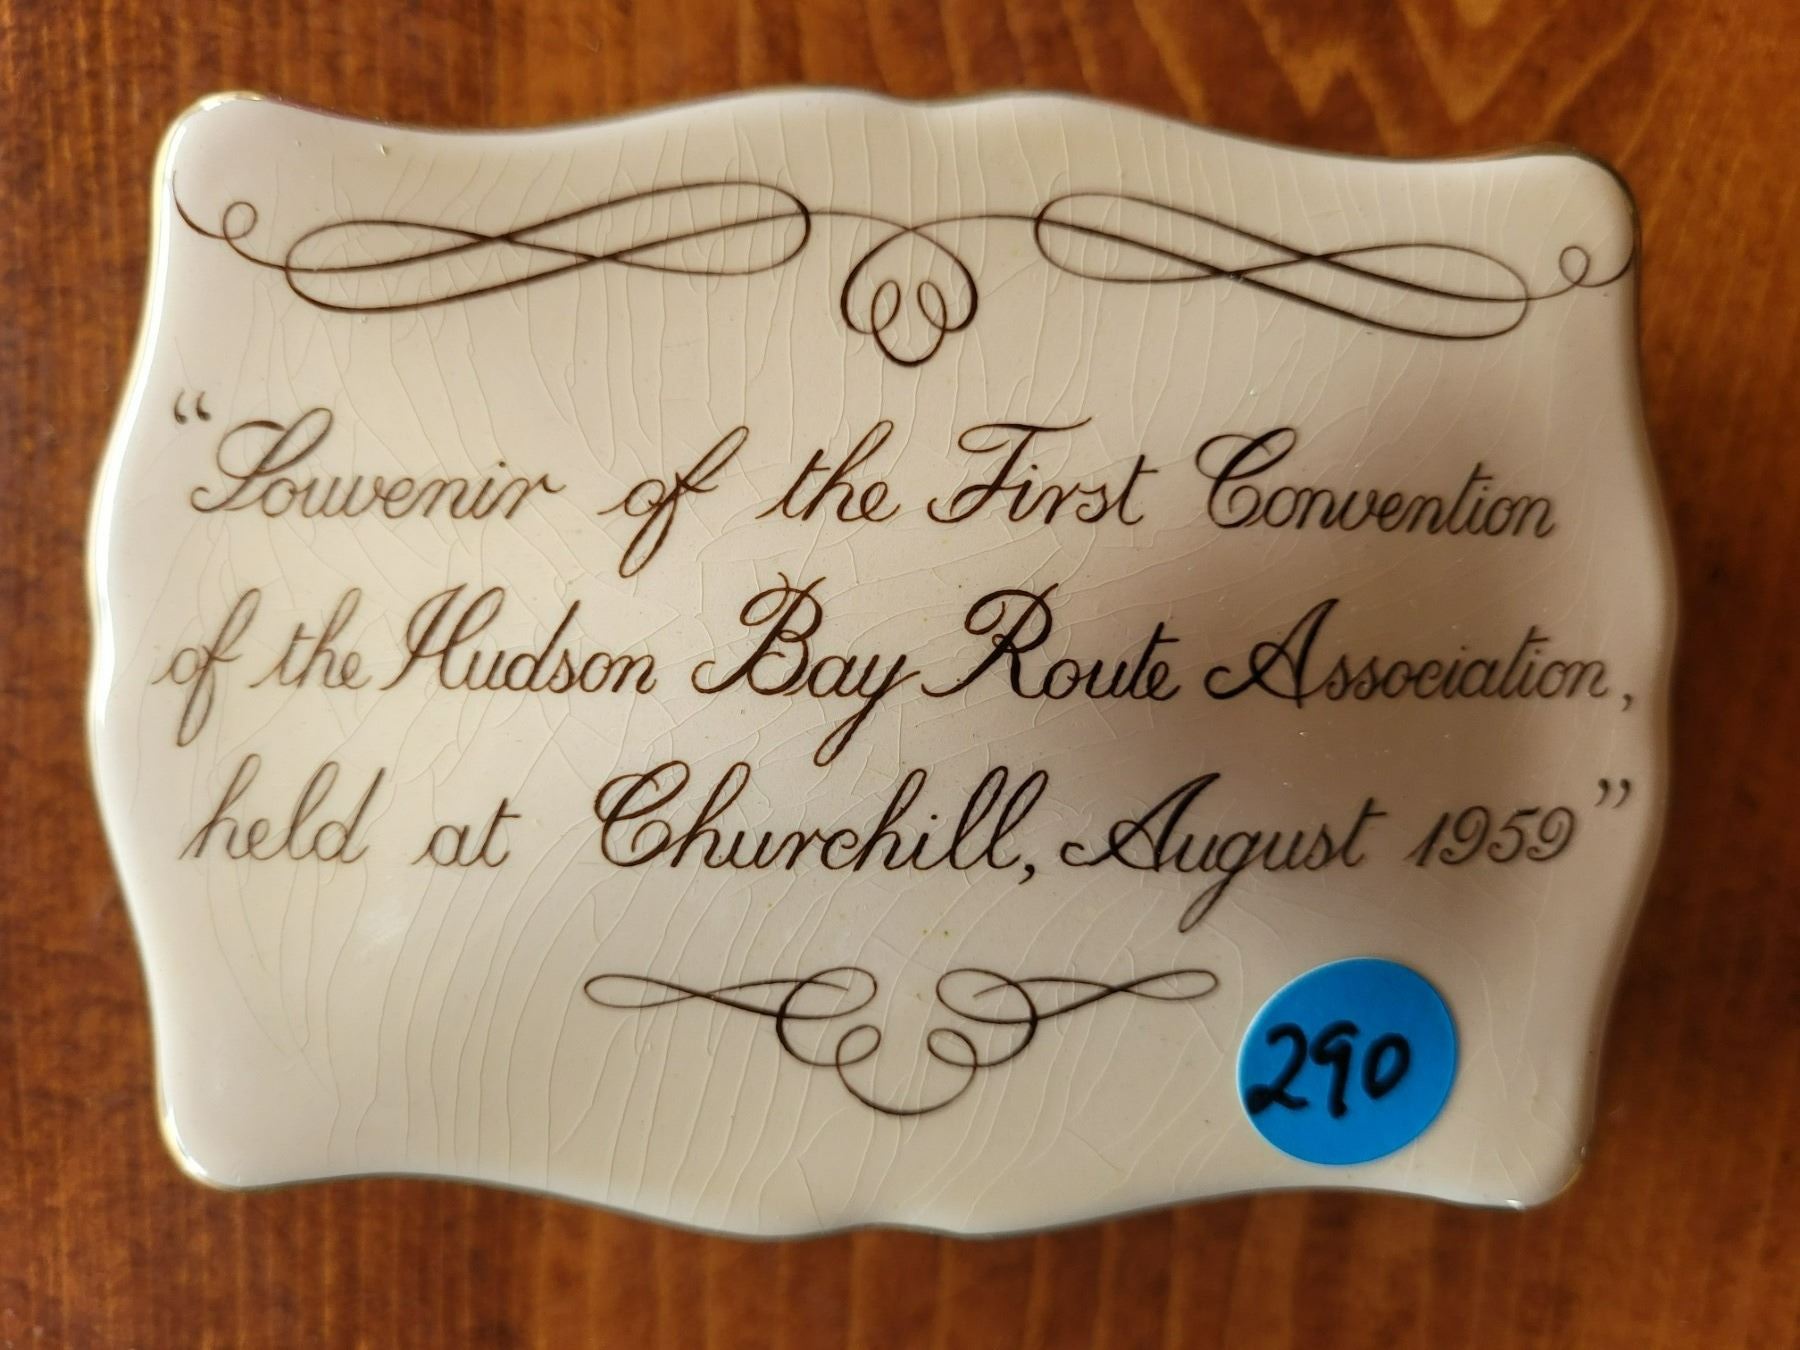 “Souvenir of the First Convention
of the Hudson Bay Route Association,
held at Churchill, August 1959”
290